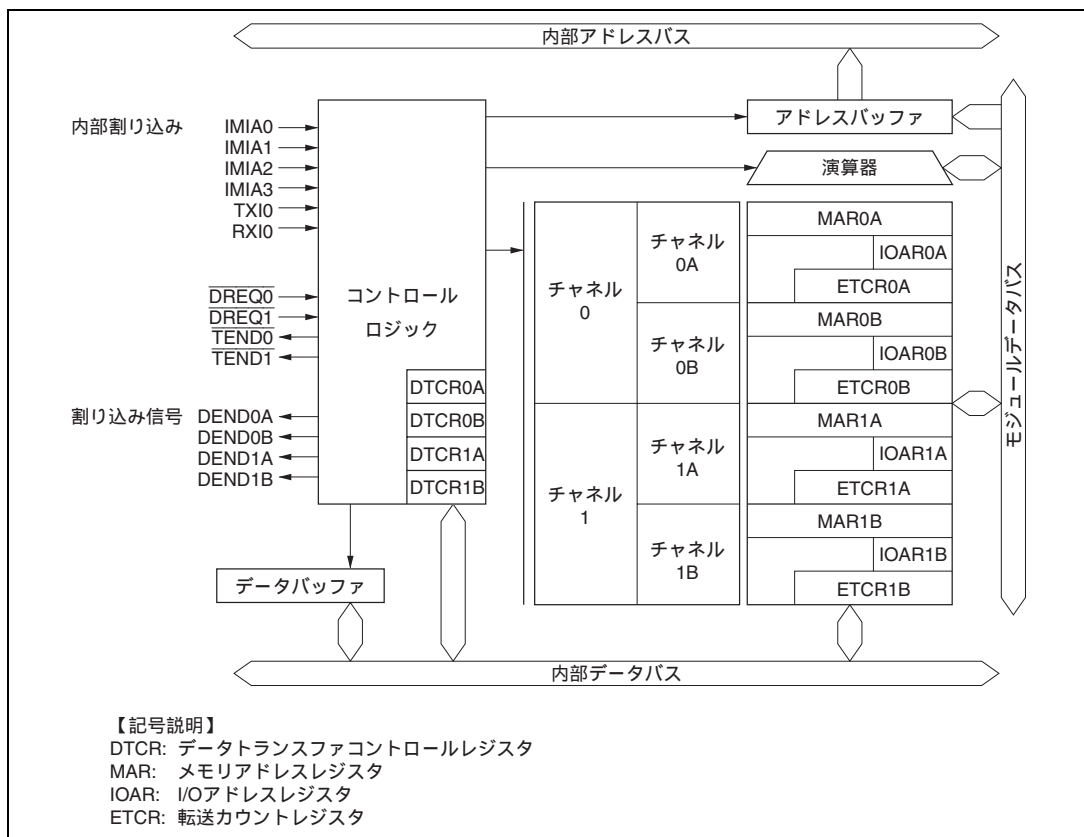 内部アドレスバス
内部割り込み
IMIA0
IMIA1
IMIA2
IMIA3
TXI0
RXI0
DREQ0
DREQ1
TEND0
TEND1
割り込み信号
DEND0A
DEND0B
DEND1A
DEND1B
コントロール
ロジック
DTCR0A
DTCR0B
DTCR1A
DTCR1B
データバッファ
アドレスバッファ
演算器
チャネル
0
チャネル
1
チャネル
0A
チャネル
0B
チャネル
1A
チャネル
1B
MAR0A
IOAR0A
ETCR0A
MAR0B
IOAR0B
ETCR0B
MAR1A
IOAR1A
ETCR1A
MAR1B
IOAR1B
ETCR1B
モジュールデータバス
内部データバス
【記号説明】
DTCR: データトランスファコントロールレジスタ
MAR: メモリアドレスレジスタ
IOAR: I/Oアドレスレジスタ
ETCR: 転送カウントレジスタ